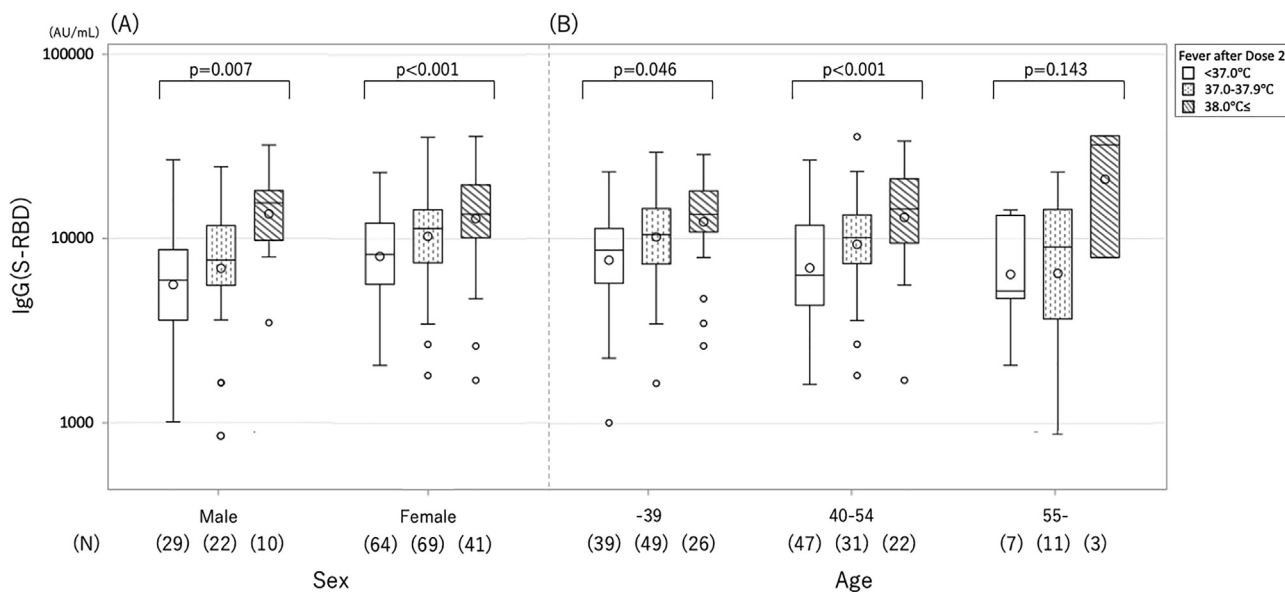 (A) (B)
(AU/mL)
100000
p=0.007 p<0.001 p=0.046 p<0.001 p=0.143
Fever after Dose 2
<37.0℃
37.0-37.9℃
38.0℃≤
IgG(S-RBD)
10000
1000
Male Female -39 40-54 55-
(N) (29) (22) (10) (64) (69) (41) (39) (49) (26) (47) (31) (22) (7) (11) (3)
Sex Age